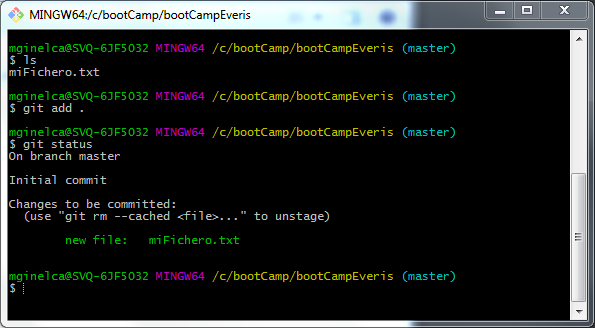 MINGW64:/c/bootCamp/bootCampEveris
mginelca@SVQ-6JF5032 MINGW64 /c/bootCamp/bootCampEveris (master)
$ ls
miFichero.txt
mginelca@SVQ-6JF5032 MINGW64 /c/bootCamp/bootCampEveris (master)
$ git add .
mginelca@SVQ-6JF5032 MINGW64 /c/bootCamp/bootCampEveris (master)
$ git status
On branch master
Initial commit
Changes to be committed:
(use "git rm --cached <file>..." to unstage)
new file:   miFichero.txt
mginelca@SVQ-6JF5032 MINGW64 /c/bootCamp/bootCampEveris (master)
$